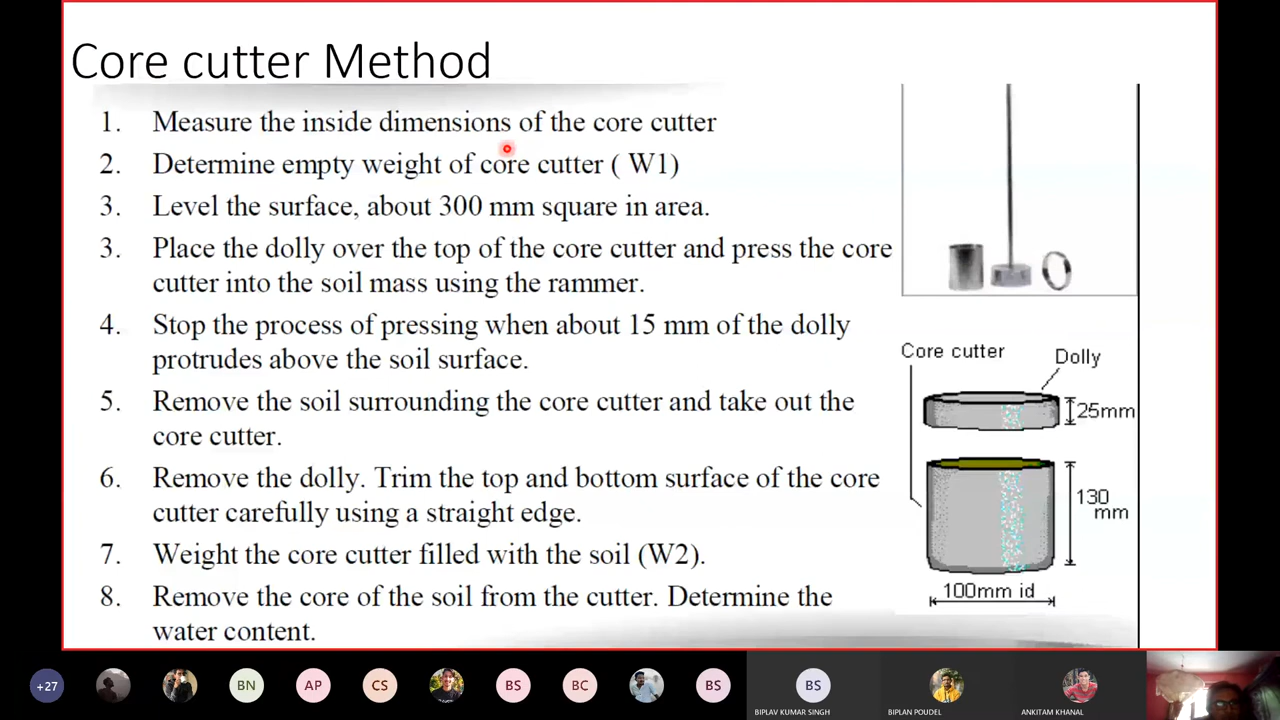 Core cutter Method
1. Measure the inside dimensions of the core cutter
2. Determine empty weight of core cutter ( W1)
3. Level the surface, about 300 mm square in area.
3. Place the dolly over the top of the core cutter and press the core
cutter into the soil mass using the rammer.
4. Stop the process of pressing when about 15 mm of the dolly
protrudes above the soil surface.
5. Remove the soil surrounding the core cutter and take out the
core cutter.
6. Remove the dolly. Trim the top and bottom surface of the core
cutter carefully using a straight edge.
7. Weight the core cutter filled with the soil (W2).
8. Remove the core of the soil from the cutter. Determine the
water content.
Core cutter
Dolly
25mm
130
mm
100mm id
+27
BN
AP
CS
BS
BC
BS
BS
BIPLAV KUMAR SINGH
BIPLAN POUDEL
ANKITAM KHANAL